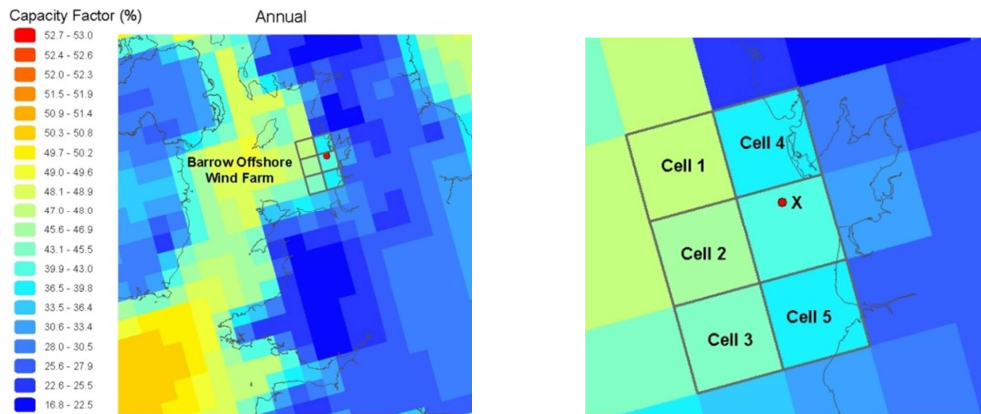 Capacity Factor (%)
Annual
52.7 - 53.0
52.4 - 52.6
52.0 - 52.3
51.5 - 51.9
50.9 - 51.4
50.3 - 50.8
49.7 - 50.2
49.0 - 49.6
48.1 - 48.9
47.0 - 48.0
45.6 - 46.9
43.1 - 45.5
39.9 - 43.0
36.5 - 39.8
33.5 - 36.4
30.6 - 33.4
28.0 - 30.5
25.6 - 27.9
22.6 - 25.5
16.8 - 22.5
Barrow Offshore
Wind Farm
Cell 1
Cell 4
X
Cell 2
Cell 3
Cell 5